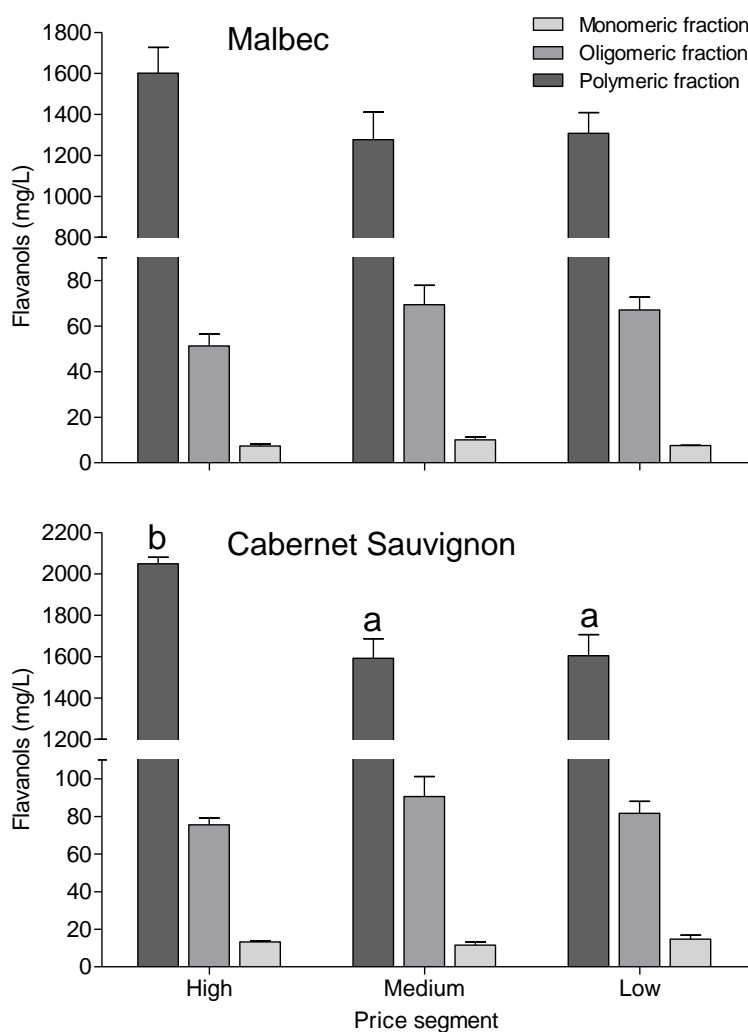 Malbec
Monomeric fraction
Oligomeric fraction
Polymeric fraction
Flavanols (mg/L)
1800
1600
1400
1200
1000
800
80
60
40
20
0
Cabernet Sauvignon
Flavanols (mg/L)
2200
2000
1800
1600
1400
1200
100
80
60
40
20
0
b
a
a
High Medium Low
Price segment